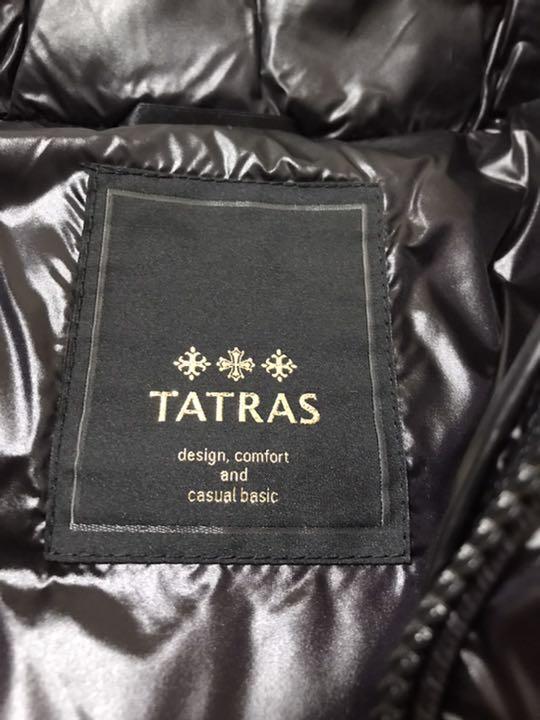 TATRAS
design, comfort
and
casual basic